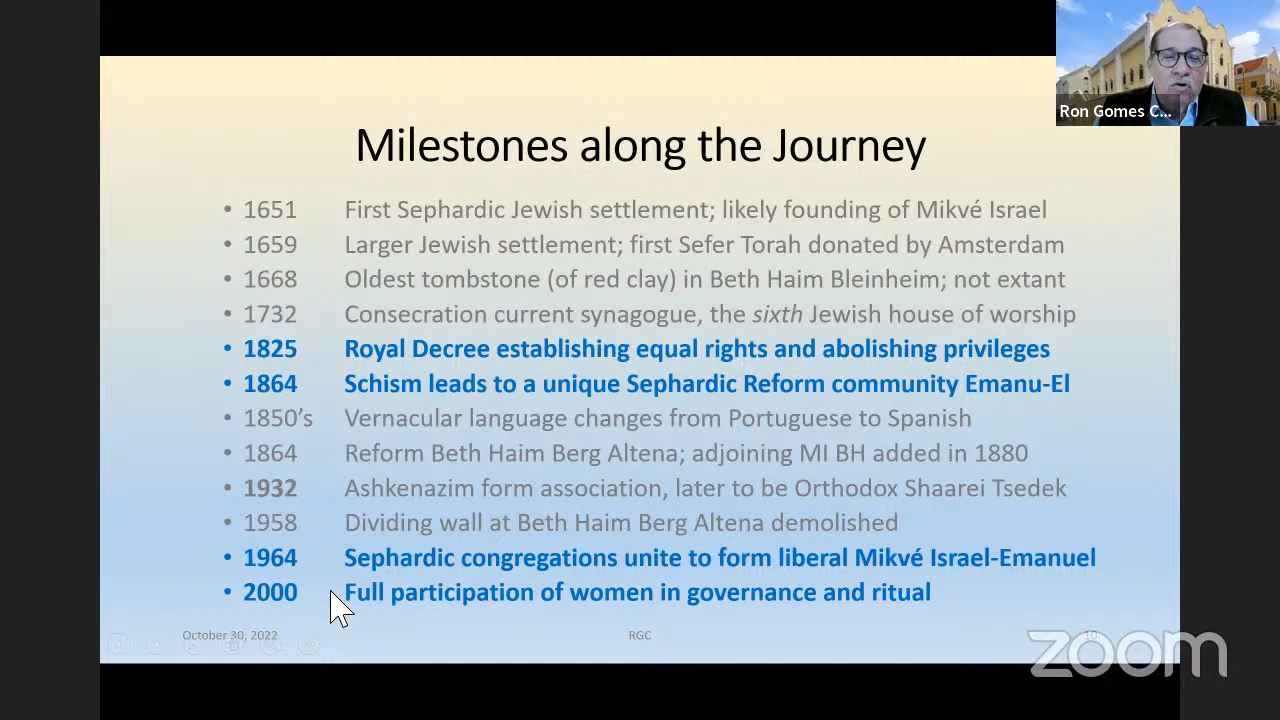 Ron Gomes C...
Milestones along the Journey
• 1651 First Sephardic Jewish settlement; likely founding of Mikvé Israel
• 1659 Larger Jewish settlement; first Sefer Torah donated by Amsterdam
• 1668 Oldest tombstone (of red clay) in Beth Haim Bleinheim; not extant
• 1732 Consecration current synagogue, the sixth Jewish house of worship
• 1825 Royal Decree establishing equal rights and abolishing privileges
• 1864 Schism leads to a unique Sephardic Reform community Emanu-El
• 1850’s Vernacular language changes from Portuguese to Spanish
• 1864 Reform Beth Haim Berg Altena; adjoining MI BH added in 1880
• 1932 Ashkenazim form association, later to be Orthodox Shaarei Tsedek
• 1958 Dividing wall at Beth Haim Berg Altena demolished
• 1964 Sephardic congregations unite to form liberal Mikvé Israel-Emanuel
• 2000 Full participation of women in governance and ritual
October 30, 2022 RGC 10
zoom